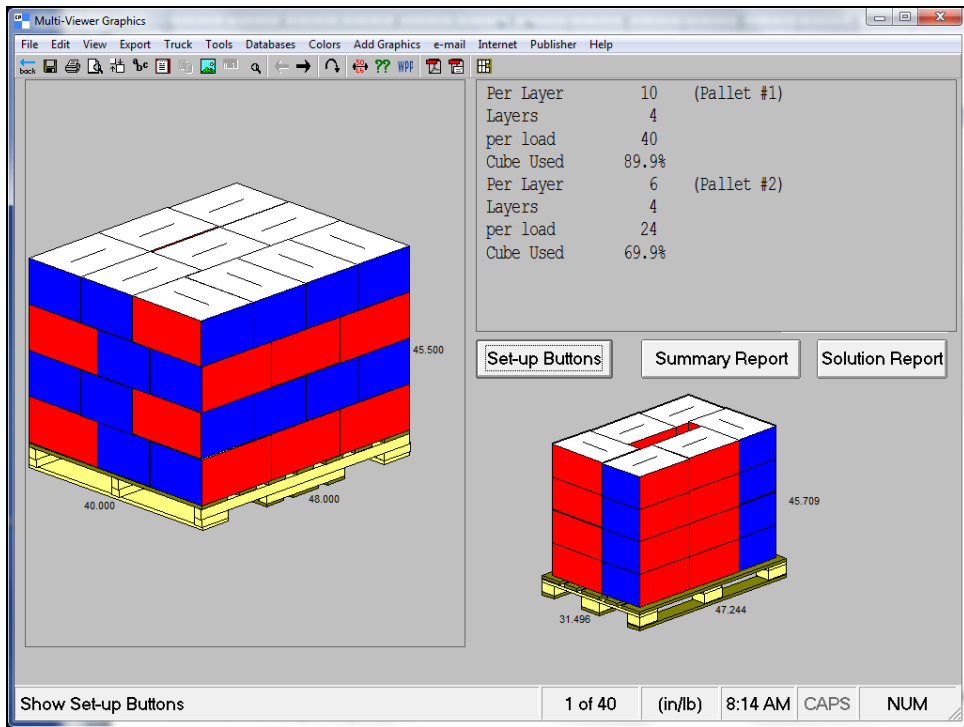 Multi-Viewer Graphics
File Edit View Export Truck Tools Databases Colors Add Graphics e-mail Internet Publisher Help
back abc ?? WPF
Per Layer 10 (Pallet #1)
Layers 4
per load 40
Cube Used 89.9%
Per Layer 6 (Pallet #2)
Layers 4
per load 24
Cube Used 69.9%
45.500
40.000
48.000
Set-up Buttons Summary Report Solution Report
45.709
31.496
47.244
Show Set-up Buttons 1 of 40 (in/lb) 8:14 AM CAPS NUM